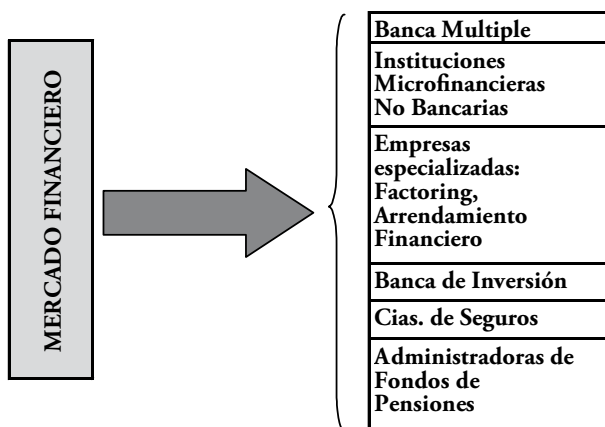 MERCADO FINANCIERO
Banca Multiple
Instituciones
Microfinancieras
No Bancarias
Empresas
especializadas:
Factoring,
Arrendamiento
Financiero
Banca de Inversión
Cias. de Seguros
Administradoras de
Fondos de
Pensiones